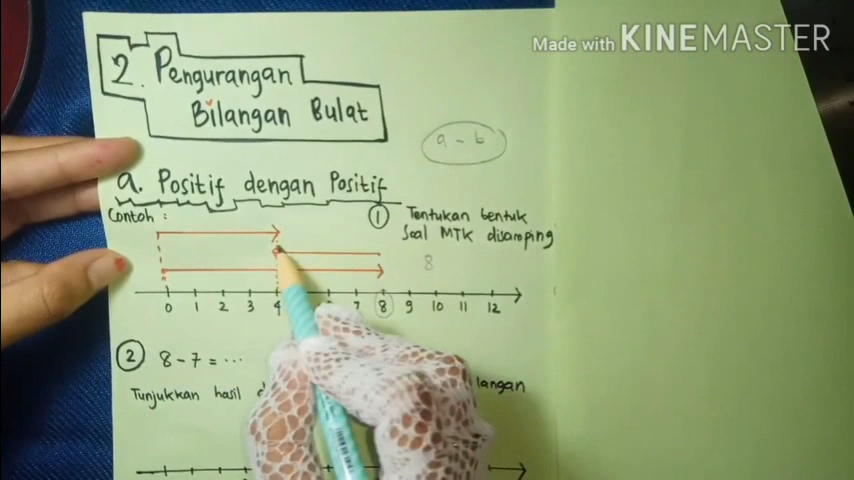 Made with KINEMASTER
2. Pengurangan
Bilangan Bulat
a - b
a. Positif dengan Positif
Contoh :
1 Tentukan bentuk
Soal MTK disamping
8
0 1 2 3 4 7 8 9 10 11 12
2 8 - 7 = ...
Tunjukkan hasil